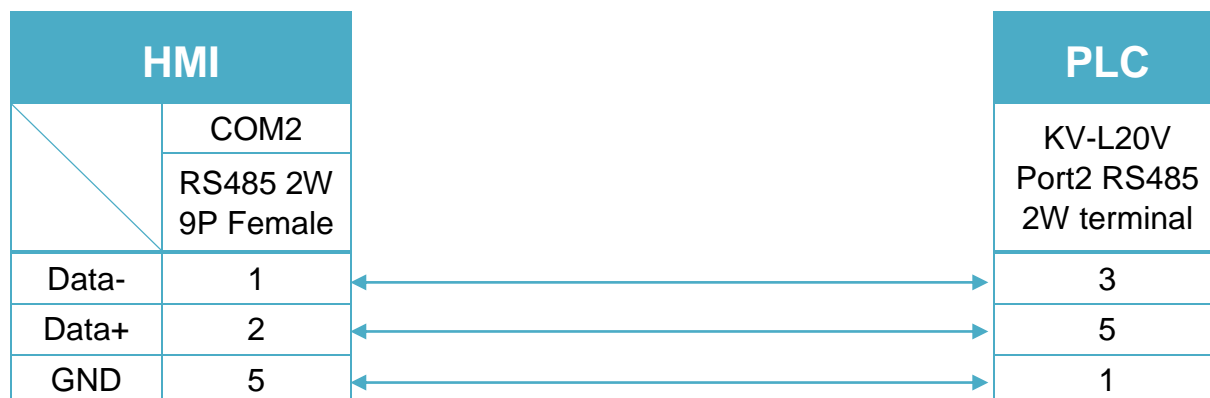 HMI PLC
COM2
RS485 2W
9P Female
KV-L20V
Port2 RS485
2W terminal
Data- 1 3
Data+ 2 5
GND 5 1